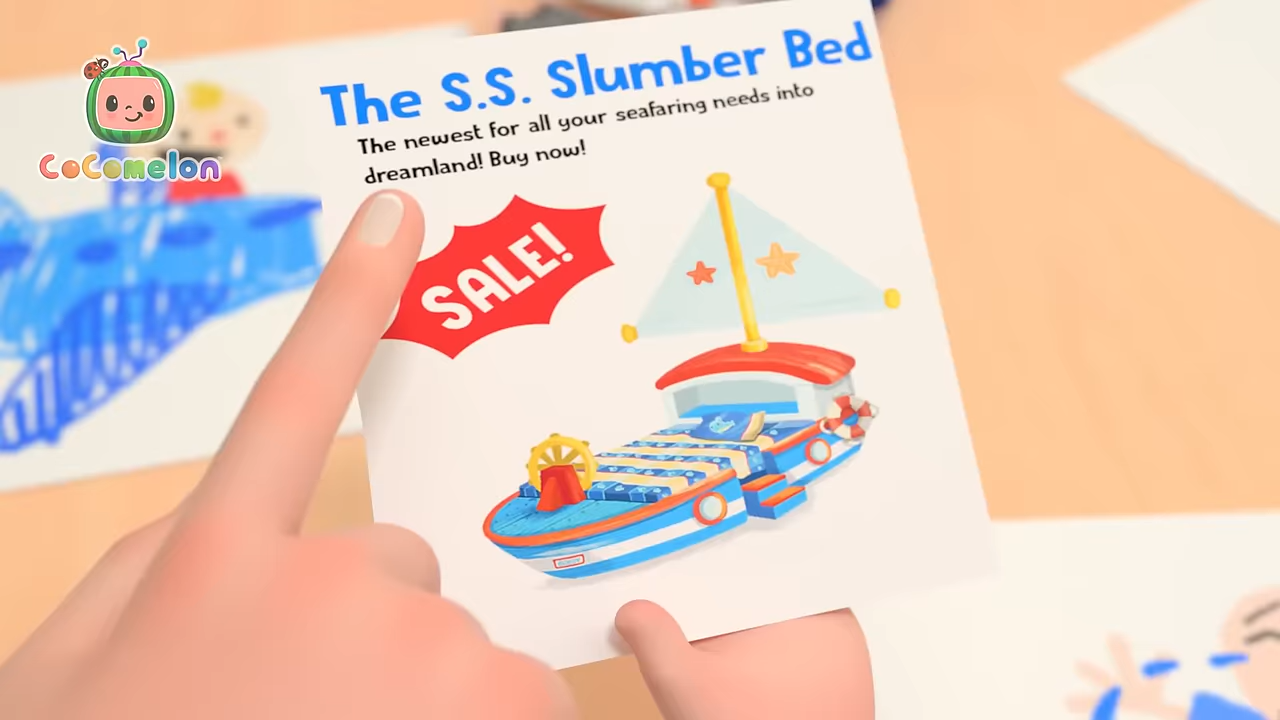 CoComelon
The S.S. Slumber Bed
The newest for all your seafaring needs into
dreamland! Buy now!
SALE!